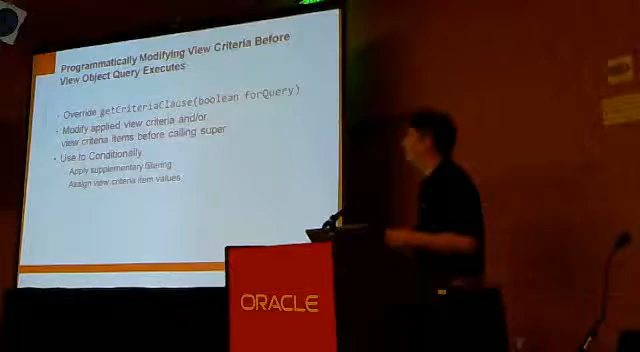 Programmatically Modifying View Criteria Before
View Object Query Executes
• Override getCriteriaClause(boolean forQuery)
• Modify applied view criteria and/or
view criteria items before calling super
• Use to Conditionally
Apply supplementary filtering
Assign view criteria item values
ORACLE